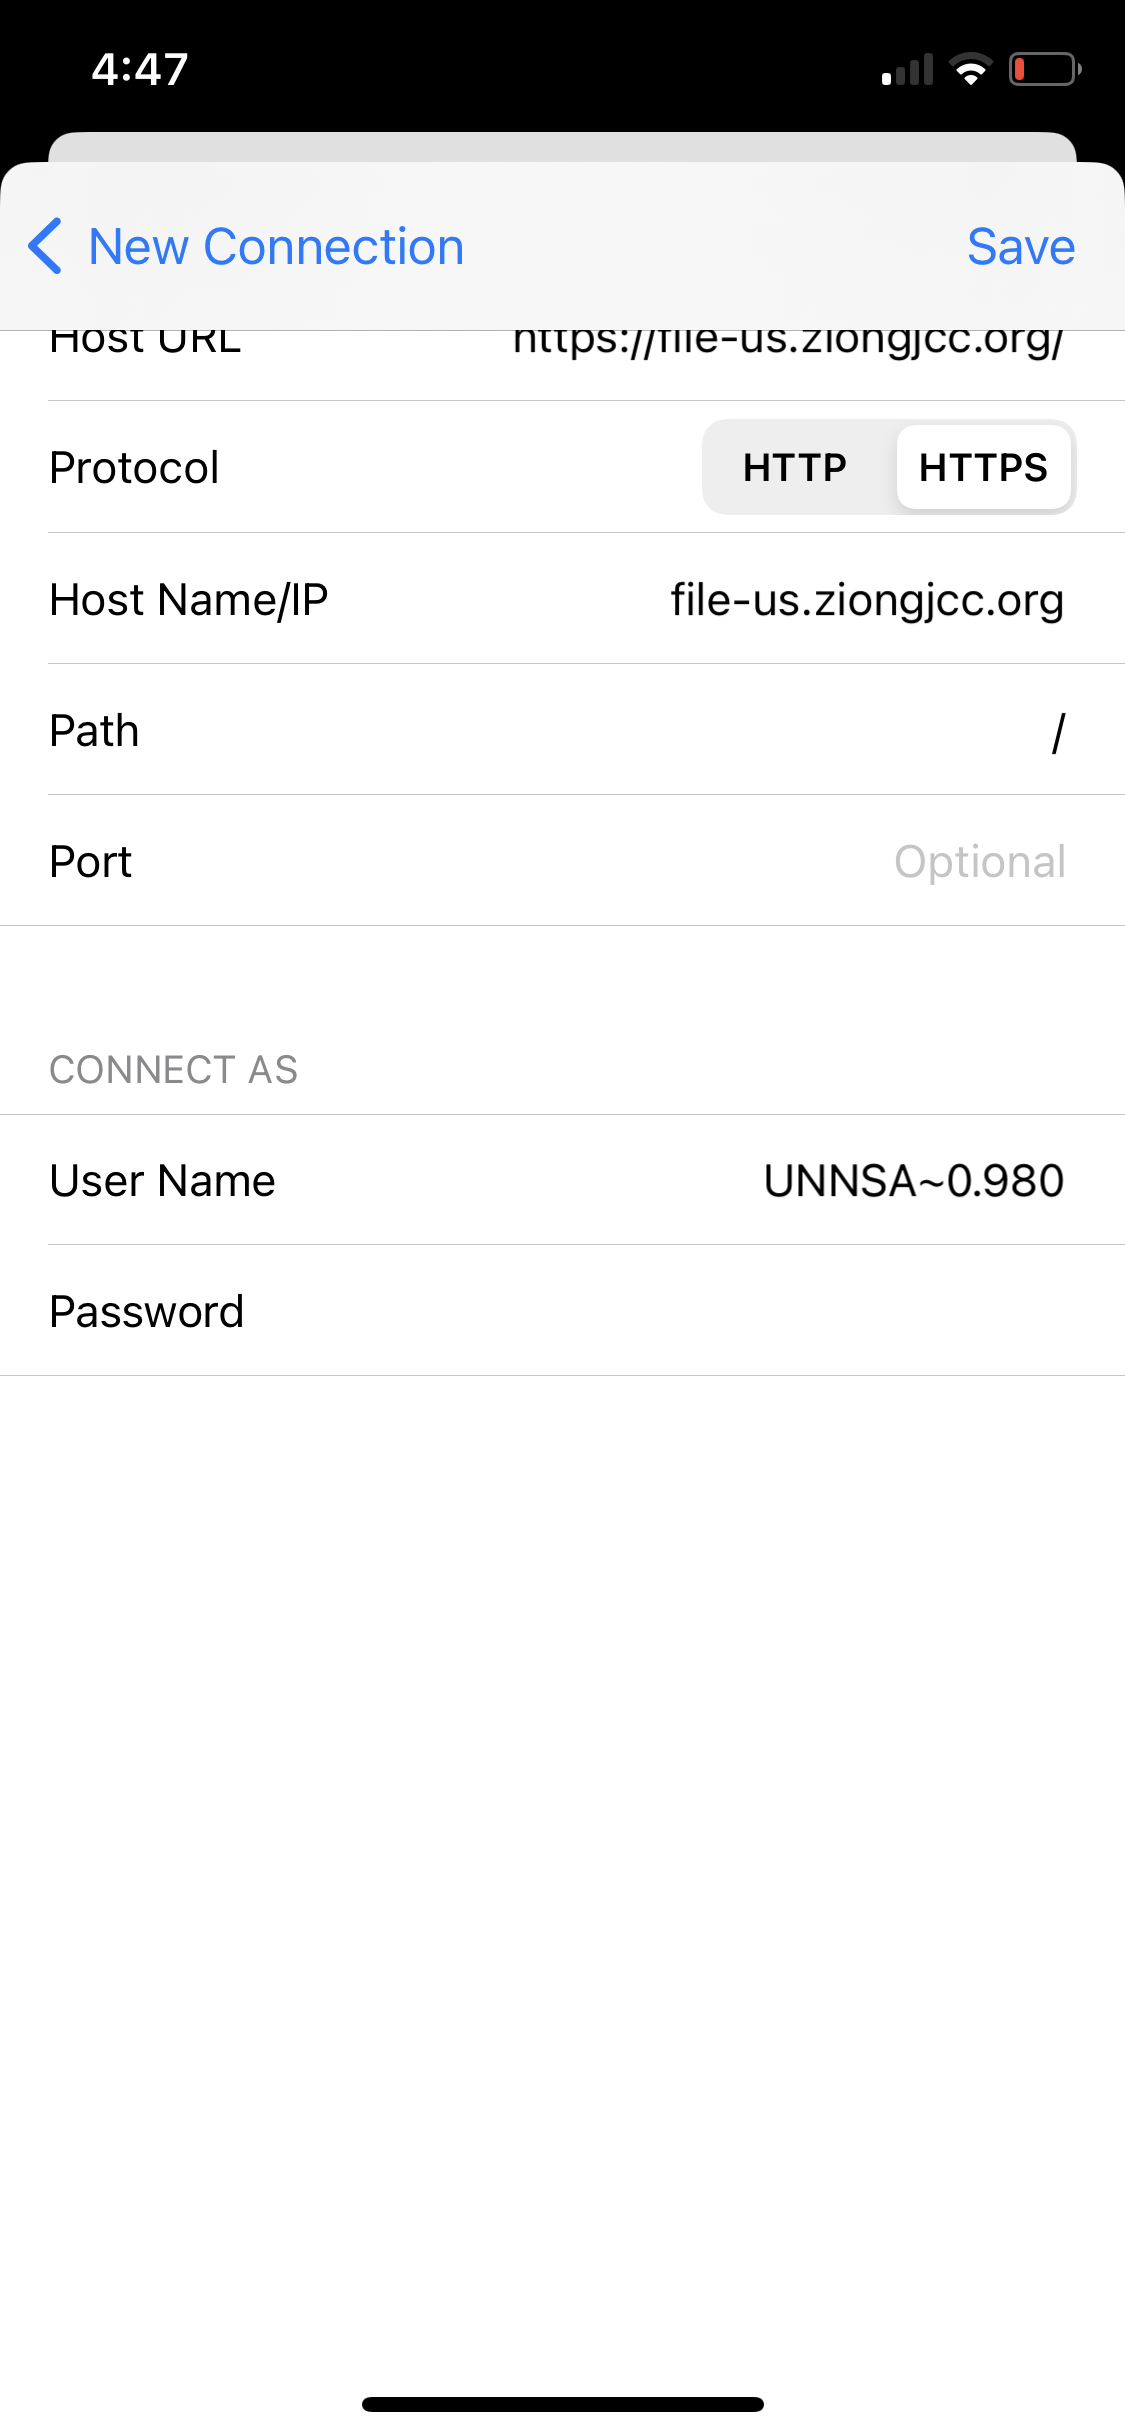 4:47
New Connection Save
Host URL https://file-us.ziongjcc.org/
Protocol HTTP HTTPS
Host Name/IP file-us.ziongjcc.org
Path /
Port Optional
CONNECT AS
User Name UNNSA~0.980
Password